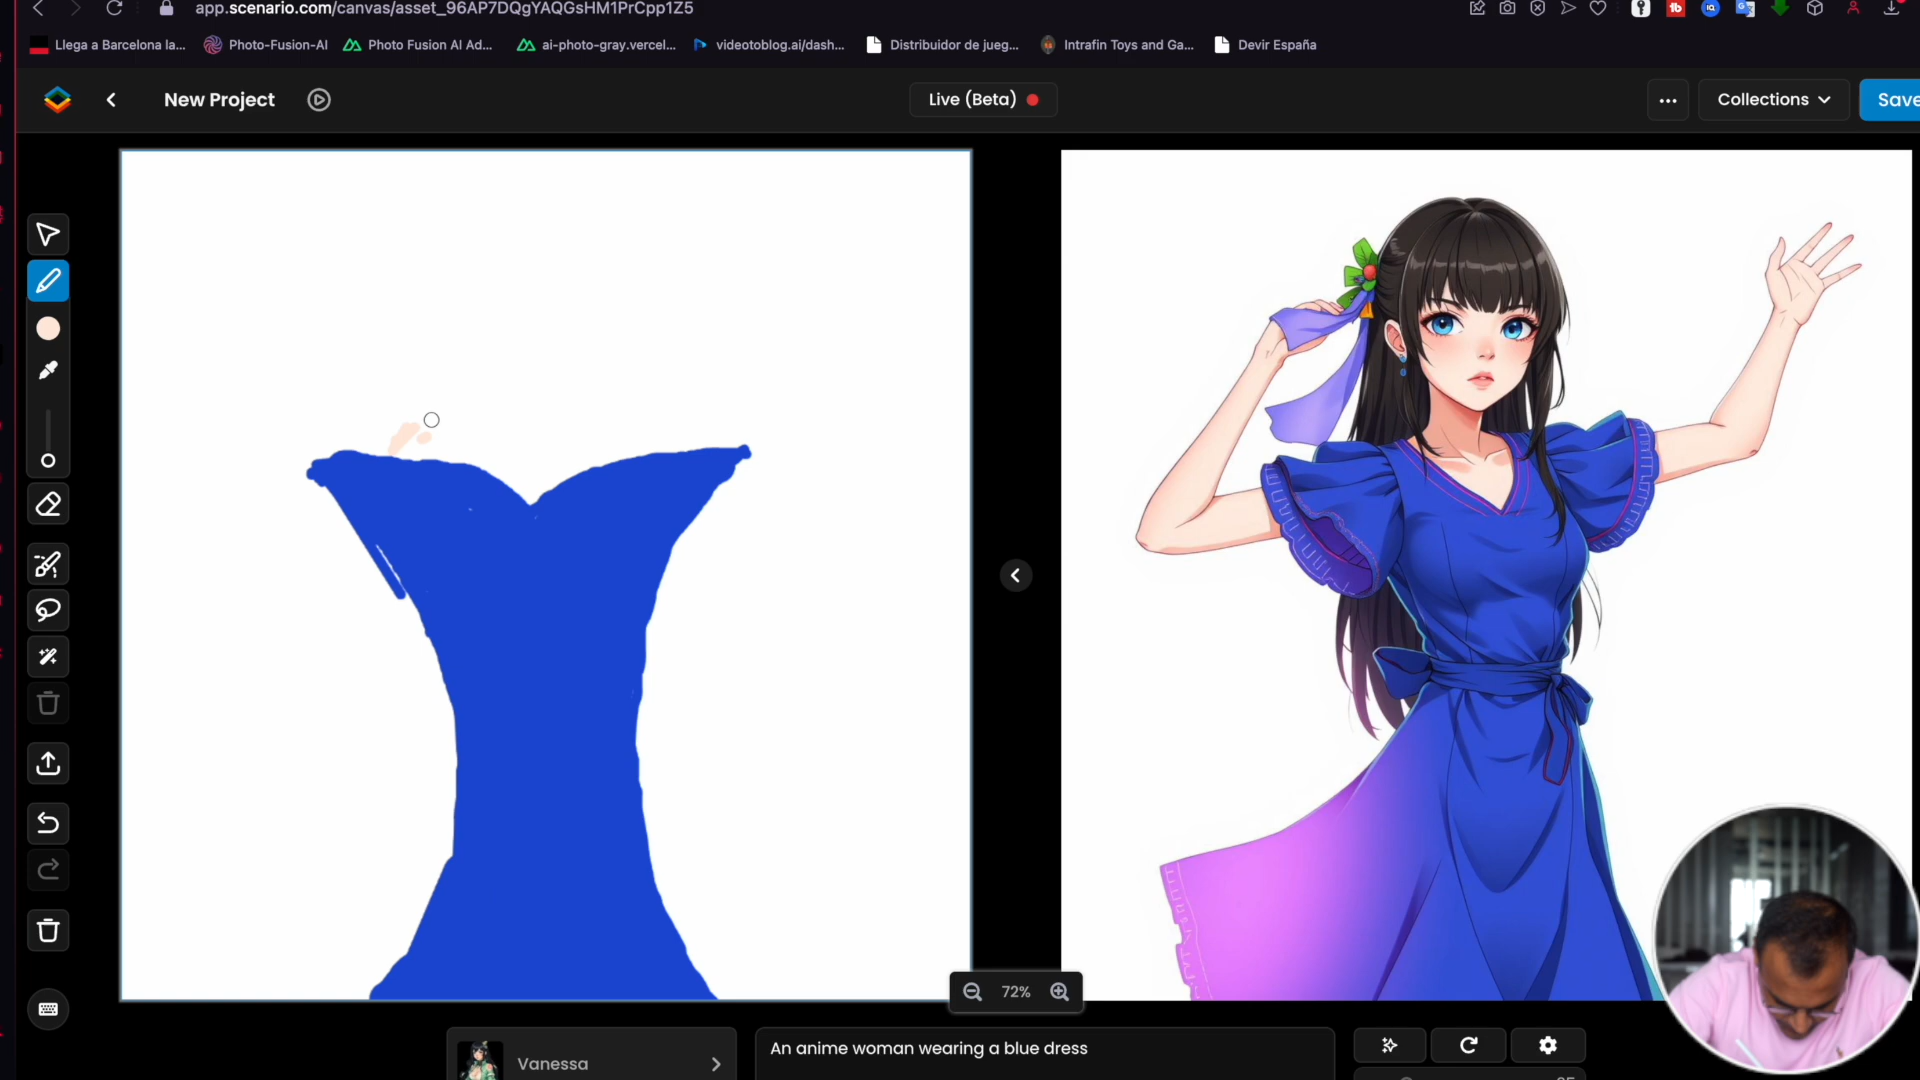 app.scenario.com/canvas/asset_96AP7DQgYAQGsHM1PrCpp1Z5
Llega a Barcelona la...
Photo-Fusion-AI
Photo Fusion AI Ad...
ai-photo-gray.vercel...
videotoblog.ai/dash...
Distribuidor de jueg...
Intrafin Toys and Ga...
Devir España
New Project
Live (Beta)
Collections
Save
72%
Vanessa
An anime woman wearing a blue dress